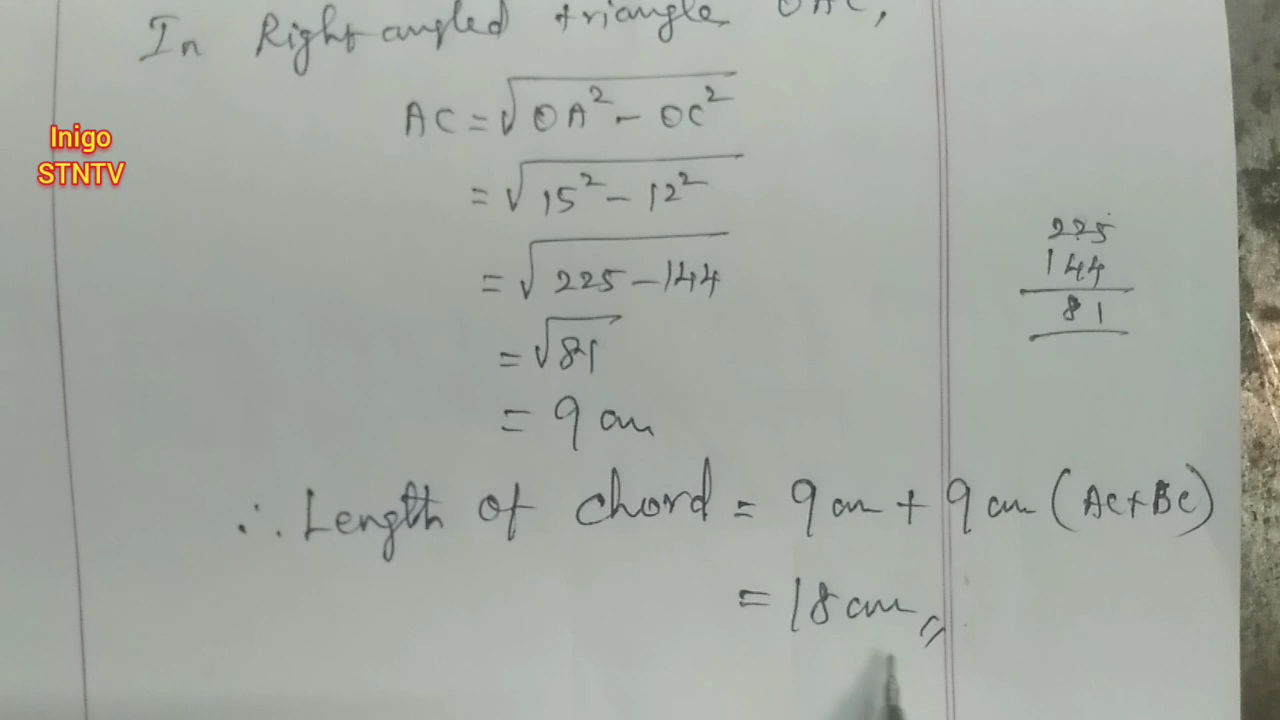 In Right angled triangle OAC,
AC = √OA² - OC²
= √15² - 12²
= √225 - 144
= √81
= 9 cm
∴ Length of chord = 9 cm + 9 cm (AC + BC)
= 18 cm
Inigo
STNTV
225
144
81